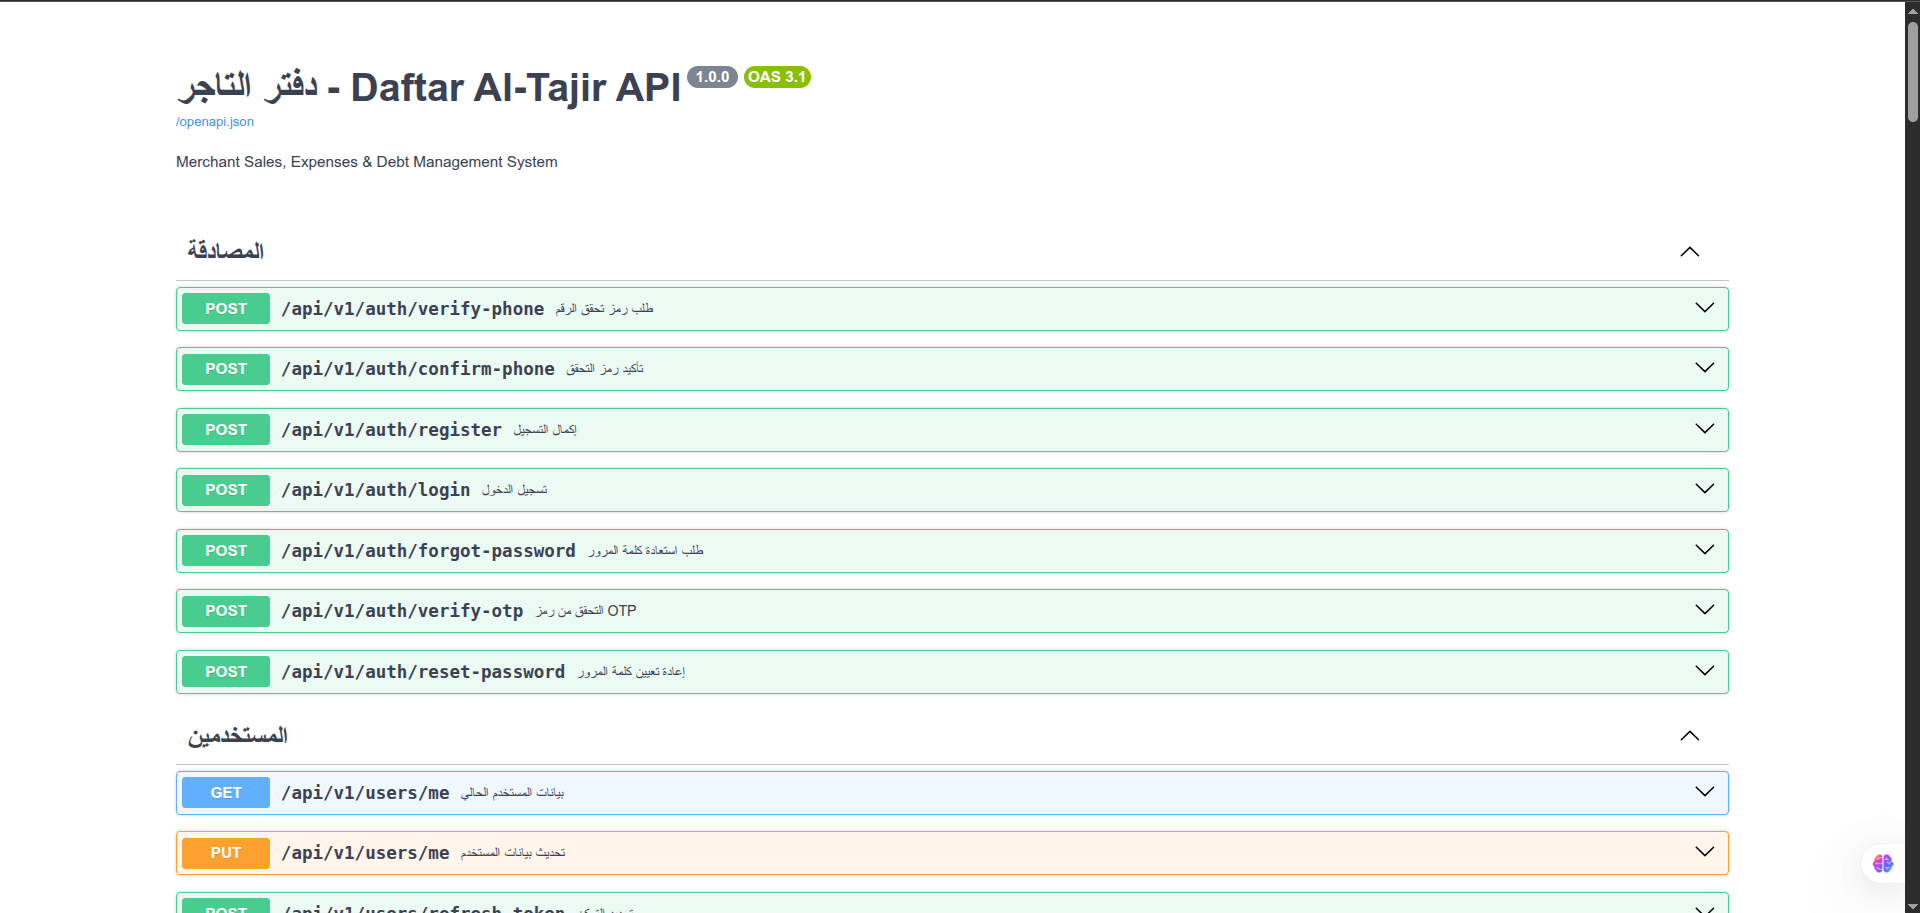 دفتر التاجر - Daftar Al-Tajir API 1.0.0 OAS 3.1
/openapi.json
Merchant Sales, Expenses & Debt Management System
المصادقة
POST /api/v1/auth/verify-phone طلب رمز تحقق الرقم
POST /api/v1/auth/confirm-phone تأكيد رمز التحقق
POST /api/v1/auth/register إكمال التسجيل
POST /api/v1/auth/login تسجيل الدخول
POST /api/v1/auth/forgot-password طلب استعادة كلمة المرور
POST /api/v1/auth/verify-otp التحقق من رمز OTP
POST /api/v1/auth/reset-password إعادة تعيين كلمة المرور
المستخدمين
GET /api/v1/users/me بيانات المستخدم الحالي
PUT /api/v1/users/me تحديث بيانات المستخدم
POST /api/v1/users/refresh-token